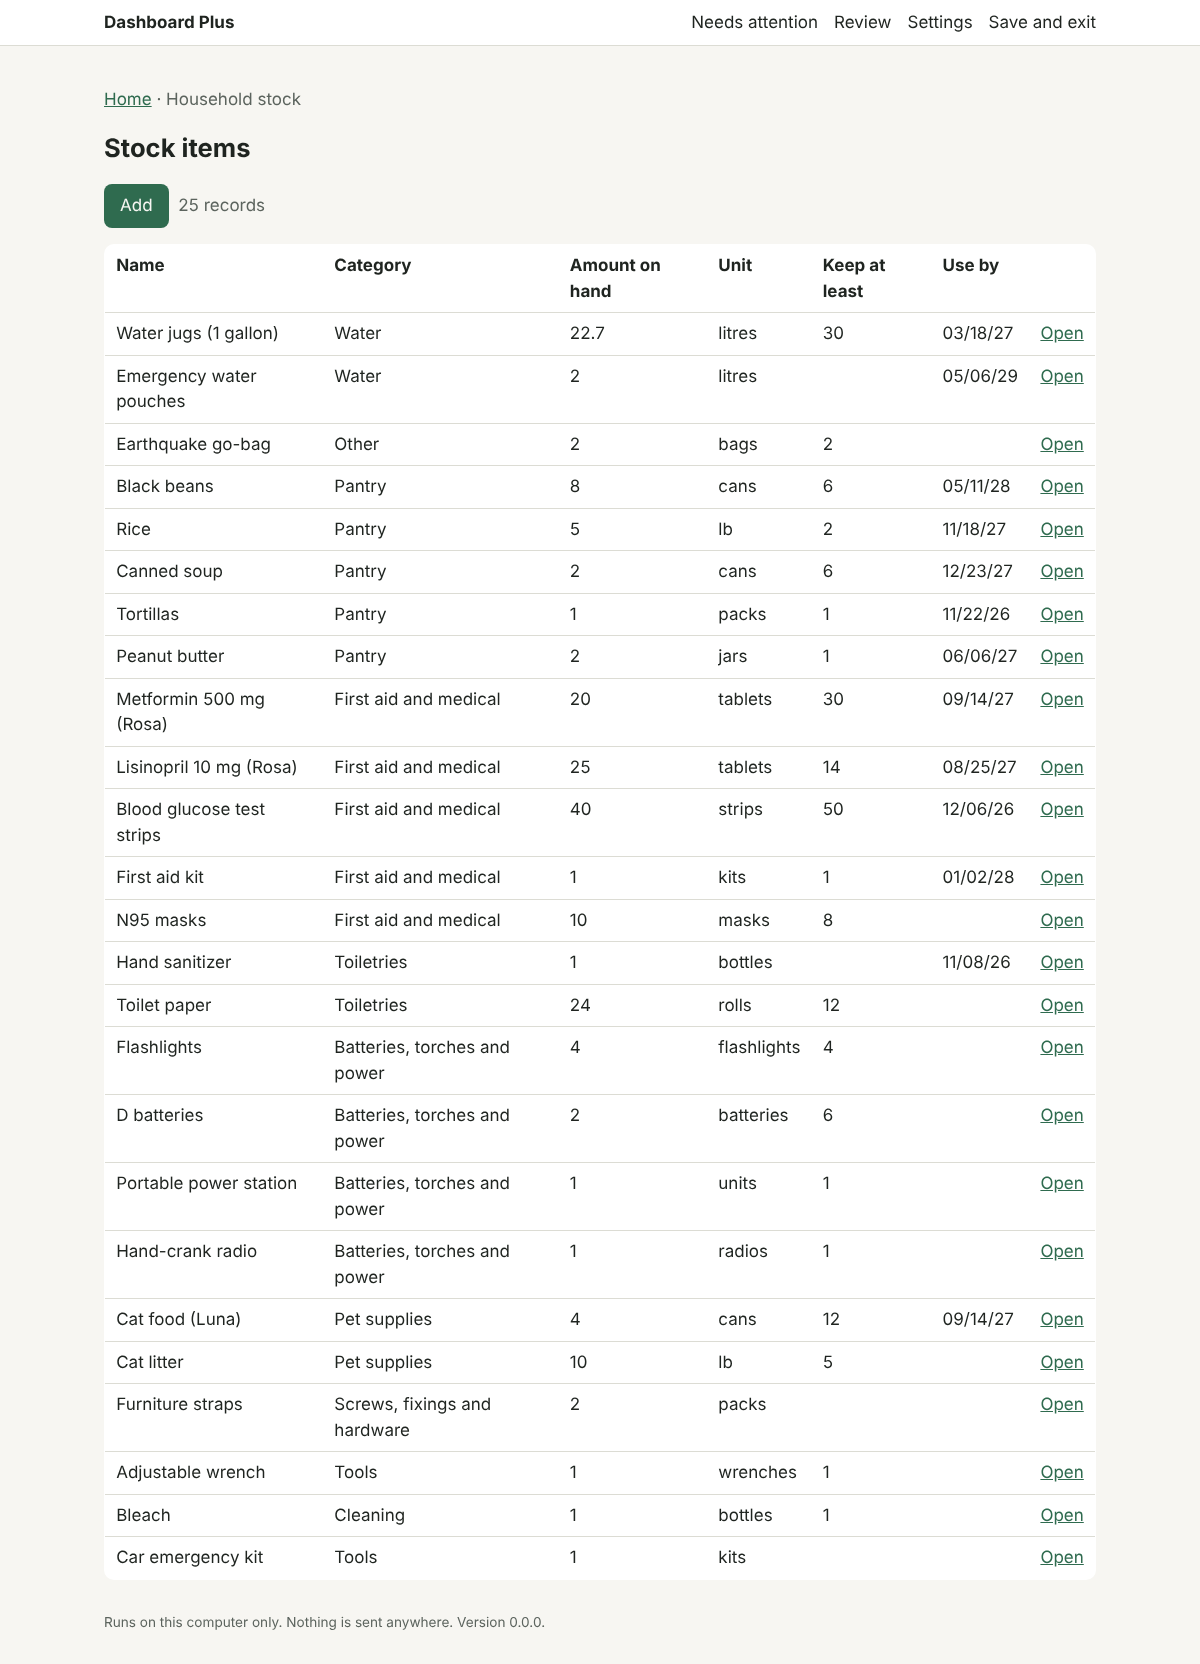 Dashboard Plus
Needs attention Review Settings Save and exit
Home · Household stock
Stock items
Add 25 records
Name Category Amount on hand Unit Keep at least Use by
Water jugs (1 gallon) Water 22.7 litres 30 03/18/27 Open
Emergency water pouches Water 2 litres 05/06/29 Open
Earthquake go-bag Other 2 bags 2 Open
Black beans Pantry 8 cans 6 05/11/28 Open
Rice Pantry 5 lb 2 11/18/27 Open
Canned soup Pantry 2 cans 6 12/23/27 Open
Tortillas Pantry 1 packs 1 11/22/26 Open
Peanut butter Pantry 2 jars 1 06/06/27 Open
Metformin 500 mg (Rosa) First aid and medical 20 tablets 30 09/14/27 Open
Lisinopril 10 mg (Rosa) First aid and medical 25 tablets 14 08/25/27 Open
Blood glucose test strips First aid and medical 40 strips 50 12/06/26 Open
First aid kit First aid and medical 1 kits 1 01/02/28 Open
N95 masks First aid and medical 10 masks 8 Open
Hand sanitizer Toiletries 1 bottles 11/08/26 Open
Toilet paper Toiletries 24 rolls 12 Open
Flashlights Batteries, torches and power 4 flashlights 4 Open
D batteries Batteries, torches and power 2 batteries 6 Open
Portable power station Batteries, torches and power 1 units 1 Open
Hand-crank radio Batteries, torches and power 1 radios 1 Open
Cat food (Luna) Pet supplies 4 cans 12 09/14/27 Open
Cat litter Pet supplies 10 lb 5 Open
Furniture straps Screws, fixings and hardware 2 packs Open
Adjustable wrench Tools 1 wrenches 1 Open
Bleach Cleaning 1 bottles 1 Open
Car emergency kit Tools 1 kits Open
Runs on this computer only. Nothing is sent anywhere. Version 0.0.0.